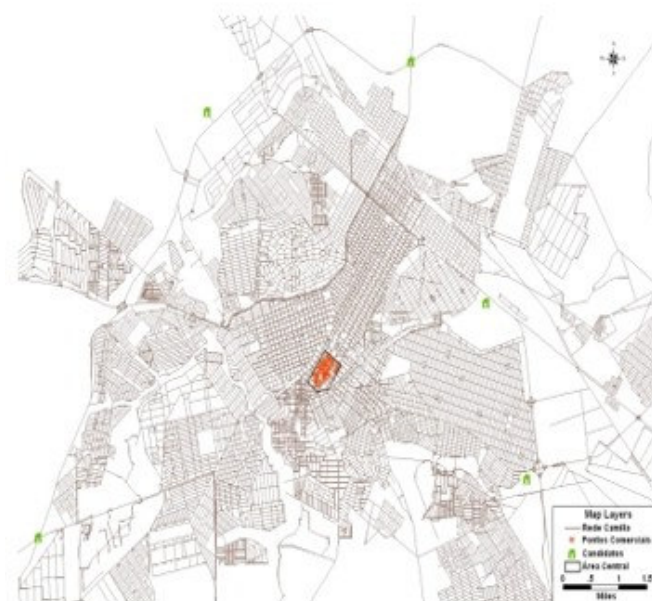 Map Layers
Rede Camila
Pontos Comerciais
Candidatos
Área Central
0 .5 1 1.5
Miles